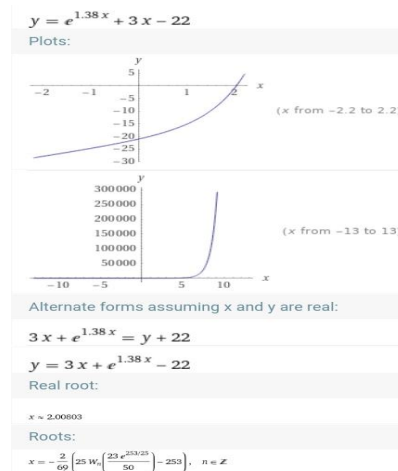 y = e^{1.38 x} + 3 x − 22
Plots:
y
5
−2 −1 1 2 x
−5
−10
−15
−20
−25
−30
(x from −2.2 to 2.2
y
300000
250000
200000
150000
100000
50000
−10 −5 5 10 x
(x from −13 to 13
Alternate forms assuming x and y are real:
3 x + e^{1.38 x} = y + 22
y = 3 x + e^{1.38 x} − 22
Real root:
x ≈ 2.00803
Roots:
x = −2/69 (25 W_n(23 e^{253/25}/50) − 253), n ∈ Z